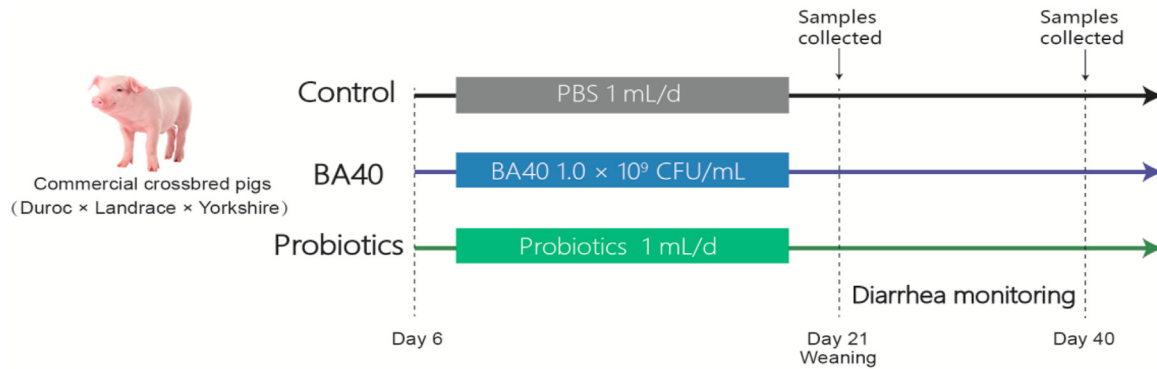 Samples
collected
Samples
collected
Control
PBS 1 mL/d
BA40
BA40 1.0 × 10⁹ CFU/mL
Commercial crossbred pigs
(Duroc × Landrace × Yorkshire)
Probiotics
Probiotics 1 mL/d
Diarrhea monitoring
Day 6
Day 21
Weaning
Day 40